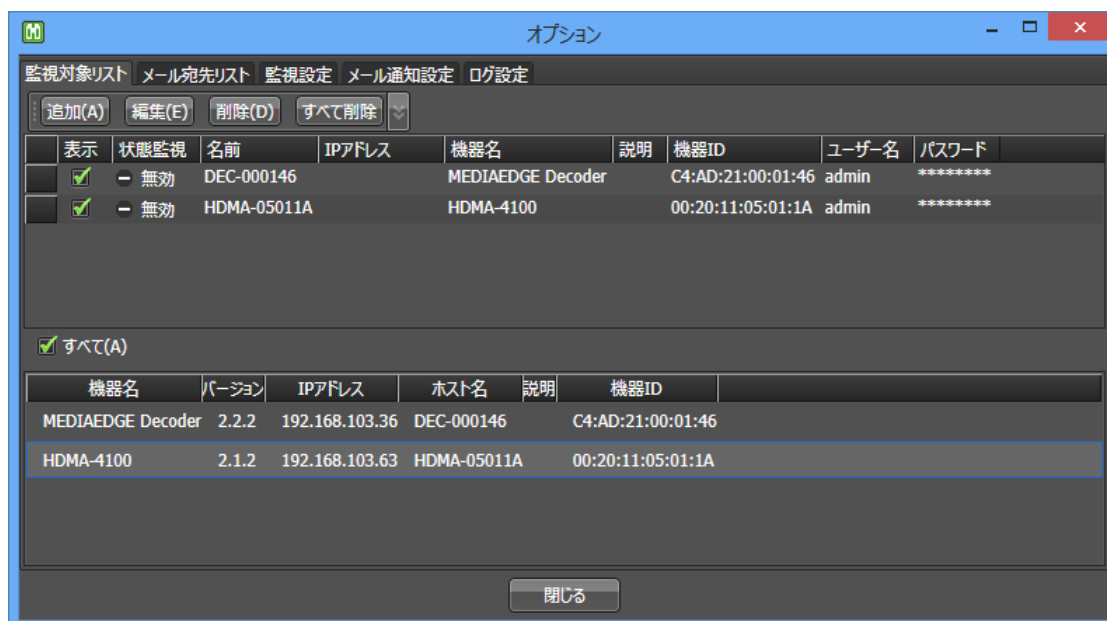 オプション
監視対象リスト メール宛先リスト 監視設定 メール通知設定 ログ設定
追加(A) 編集(E) 削除(D) すべて削除
表示 状態監視 名前 IPアドレス 機器名 説明 機器ID ユーザー名 パスワード
無効 DEC-000146 MEDIAEDGE Decoder C4:AD:21:00:01:46 admin ********
無効 HDMA-05011A HDMA-4100 00:20:11:05:01:1A admin ********
すべて(A)
機器名 バージョン IPアドレス ホスト名 説明 機器ID
MEDIAEDGE Decoder 2.2.2 192.168.103.36 DEC-000146 C4:AD:21:00:01:46
HDMA-4100 2.1.2 192.168.103.63 HDMA-05011A 00:20:11:05:01:1A
閉じる